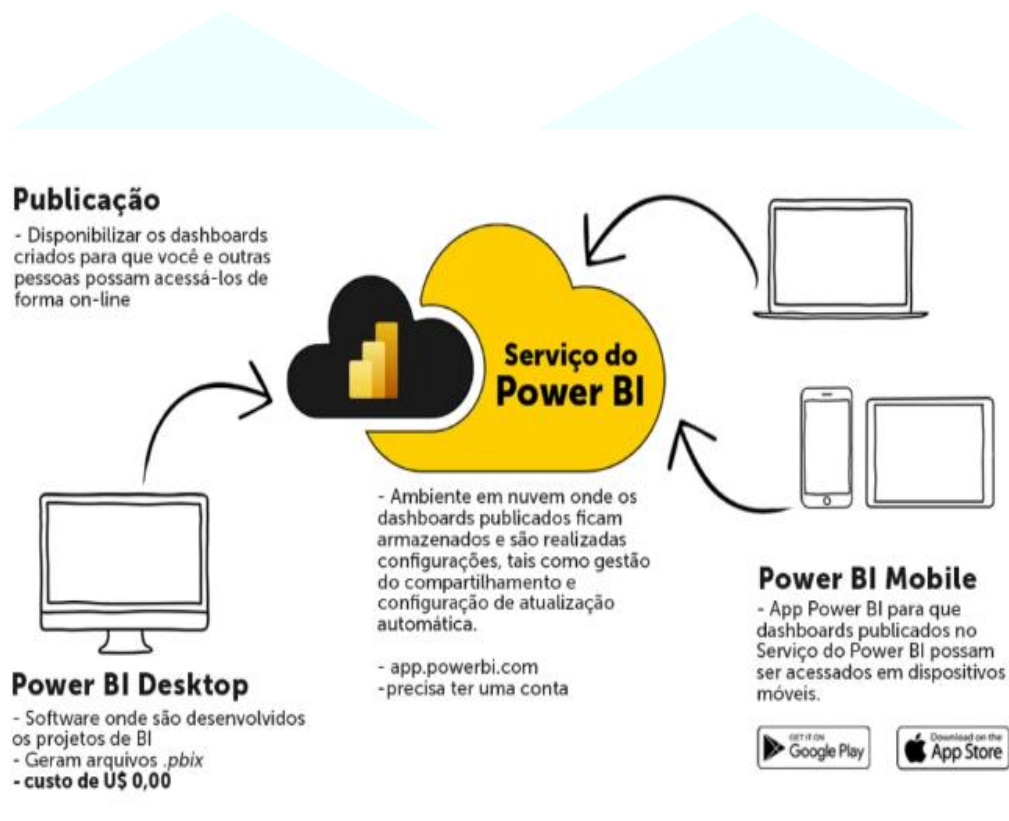 Publicação
- Disponibilizar os dashboards
criados para que você e outras
pessoas possam acessá-los de
forma on-line
Serviço do
Power BI
- Ambiente em nuvem onde os
dashboards publicados ficam
armazenados e são realizadas
configurações, tais como gestão
do compartilhamento e
configuração de atualização
automática.
- app.powerbi.com
-precisa ter uma conta
Power BI Desktop
- Software onde são desenvolvidos
os projetos de BI
- Geram arquivos .pbix
- custo de U$ 0,00
Power BI Mobile
- App Power BI para que
dashboards publicados no
Serviço do Power BI possam
ser acessados em dispositivos
móveis.
GET IT ON
Google Play
Download on the
App Store